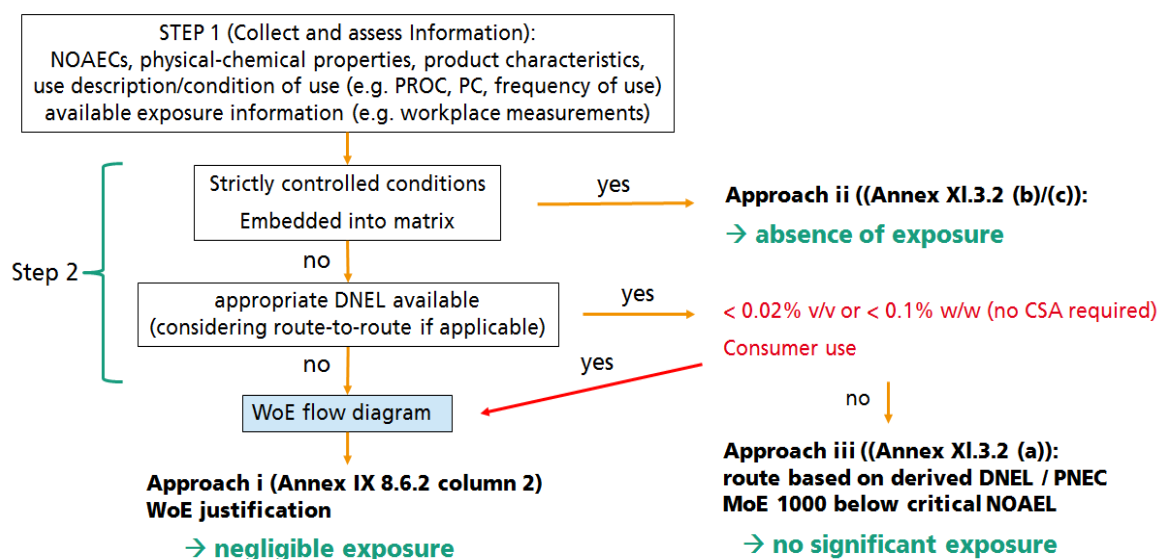 STEP 1 (Collect and assess Information):
NOAECs, physical-chemical properties, product characteristics,
use description/condition of use (e.g. PROC, PC, frequency of use)
available exposure information (e.g. workplace measurements)
Step 2
Strictly controlled conditions
Embedded into matrix
yes
Approach ii ((Annex XI.3.2 (b)/(c)):
→ absence of exposure
no
appropriate DNEL available
(considering route-to-route if applicable)
yes
< 0.02% v/v or < 0.1% w/w (no CSA required)
Consumer use
no
yes
no
WoE flow diagram
Approach i (Annex IX 8.6.2 column 2)
WoE justification
→ negligible exposure
Approach iii ((Annex XI.3.2 (a)):
route based on derived DNEL / PNEC
MoE 1000 below critical NOAEL
→ no significant exposure